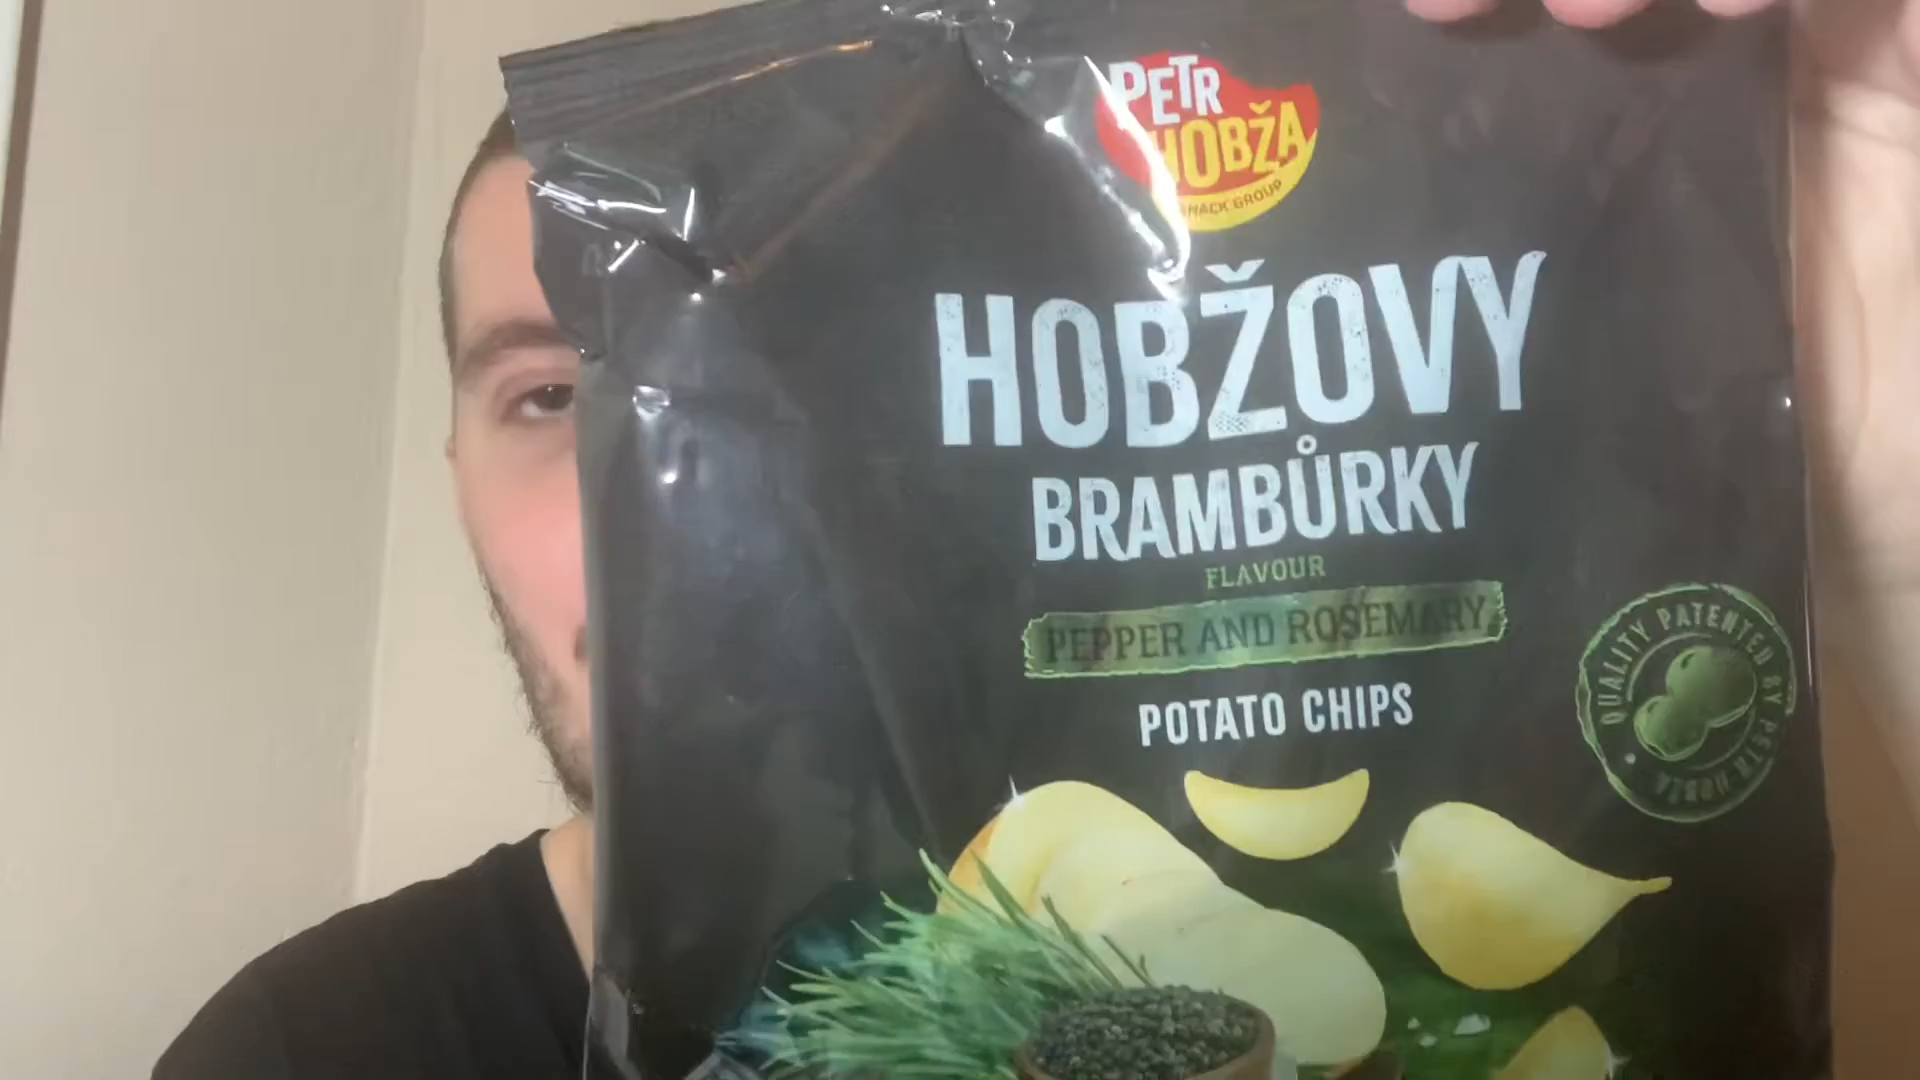 PETR
HOBŽA
SNACK GROUP
HOBŽOVY
BRAMBŮRKY
FLAVOUR
PEPPER AND ROSEMARY
POTATO CHIPS
QUALITY PATENTED BY PETR HOBŽA